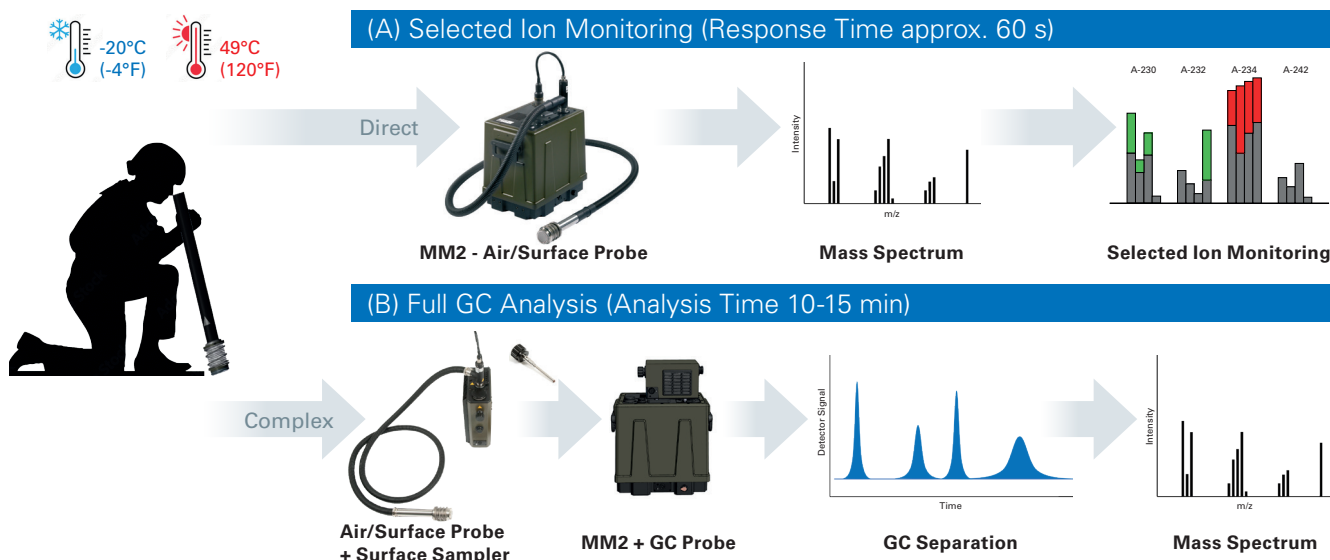 -20°C
(-4°F)
49°C
(120°F)
(A) Selected Ion Monitoring (Response Time approx. 60 s)
Direct
MM2 - Air/Surface Probe
Intensity
m/z
Mass Spectrum
A-230 A-232 A-234 A-242
Selected Ion Monitoring
(B) Full GC Analysis (Analysis Time 10-15 min)
Complex
Air/Surface Probe
+ Surface Sampler
MM2 + GC Probe
Detector Signal
Time
GC Separation
Intensity
m/z
Mass Spectrum